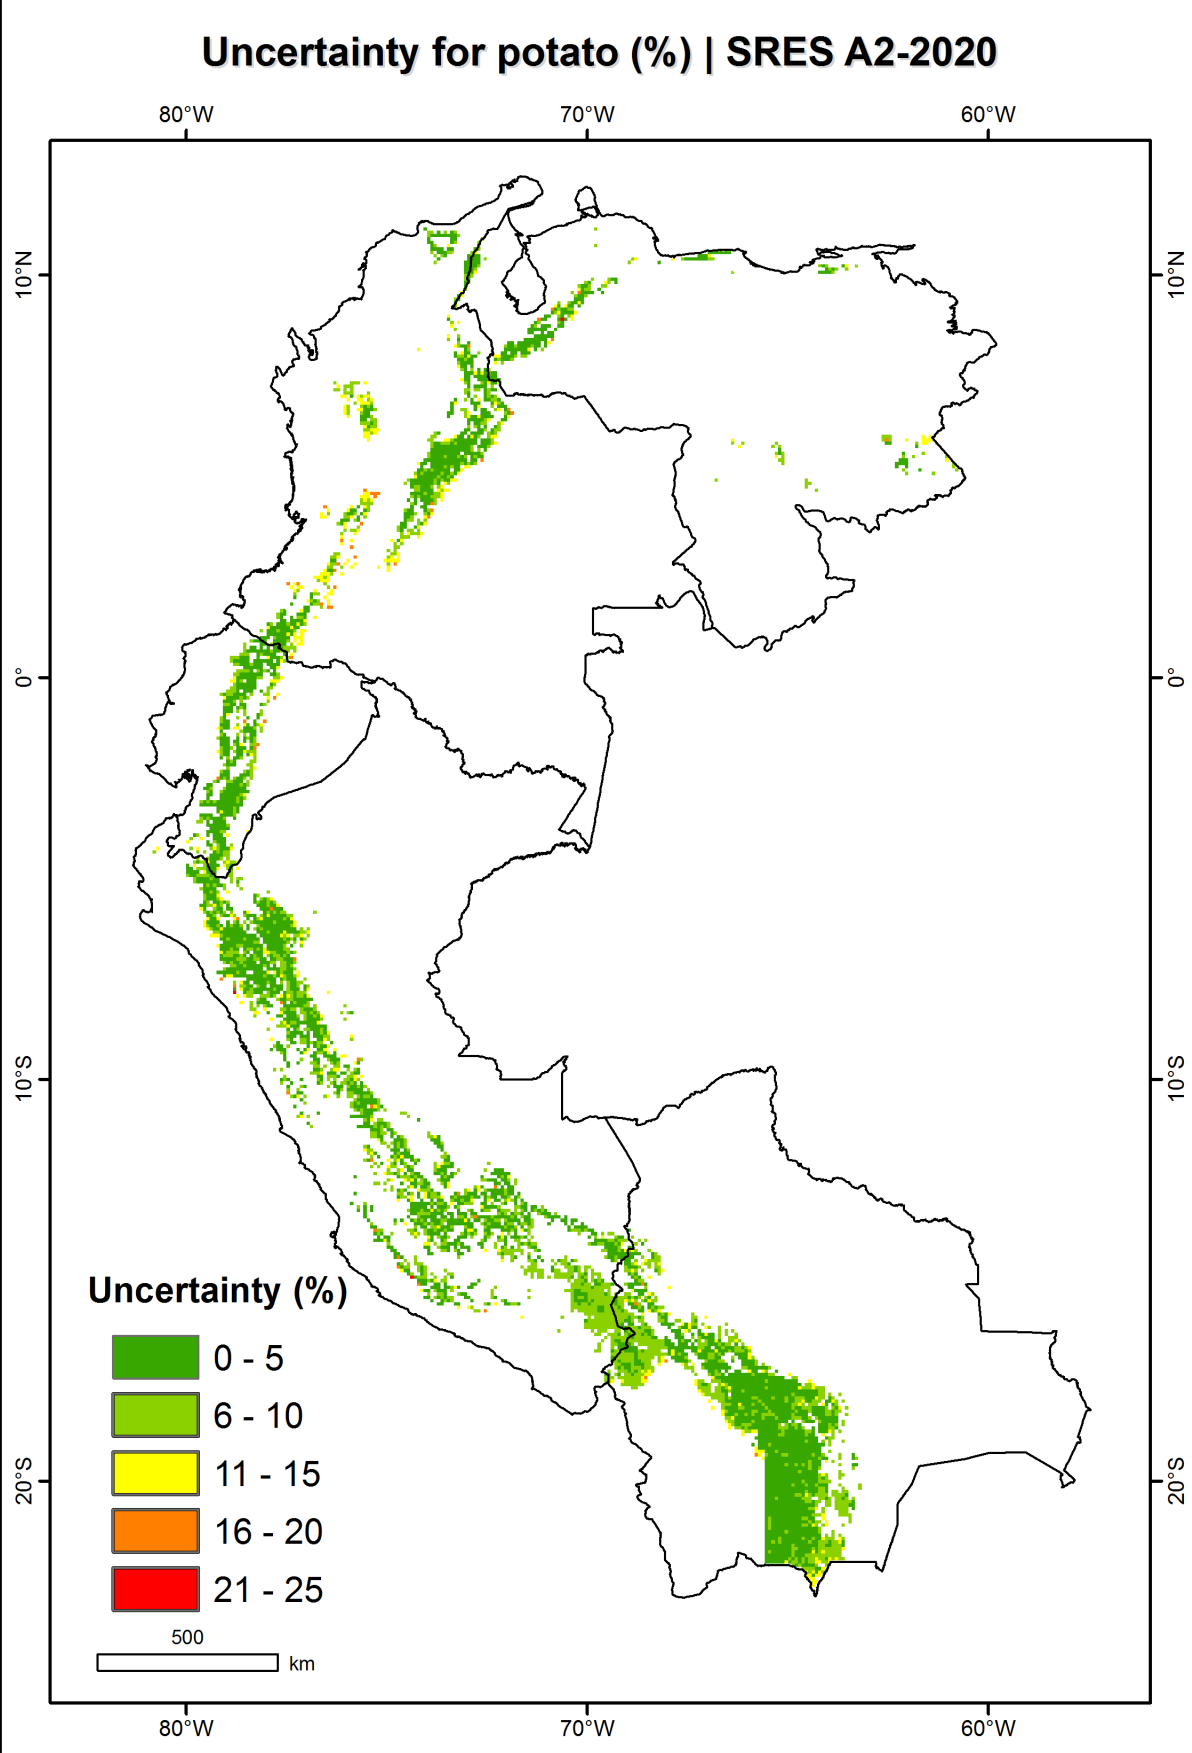 Uncertainty for potato (%) | SRES A2-2020
80°W 70°W 60°W
10°N 10°N
0° 0°
10°S 10°S
Uncertainty (%)
0 - 5
6 - 10
11 - 15
20°S 20°S
16 - 20
21 - 25
500
km
80°W 70°W 60°W